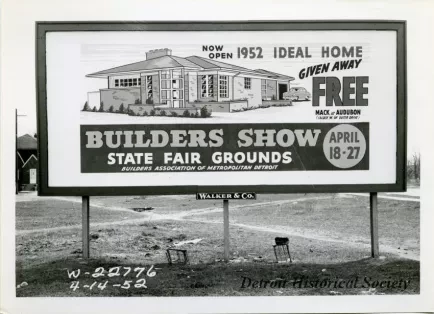 NOW
OPEN 1952 IDEAL HOME
GIVEN AWAY
FREE
MACK at AUDUBON
BUILDERS SHOW
APRIL
18-27
STATE FAIR GROUNDS
BUILDERS ASSOCIATION OF METROPOLITAN DETROIT
WALKER & CO.
W-22776
4-14-52
Detroit Historical Society